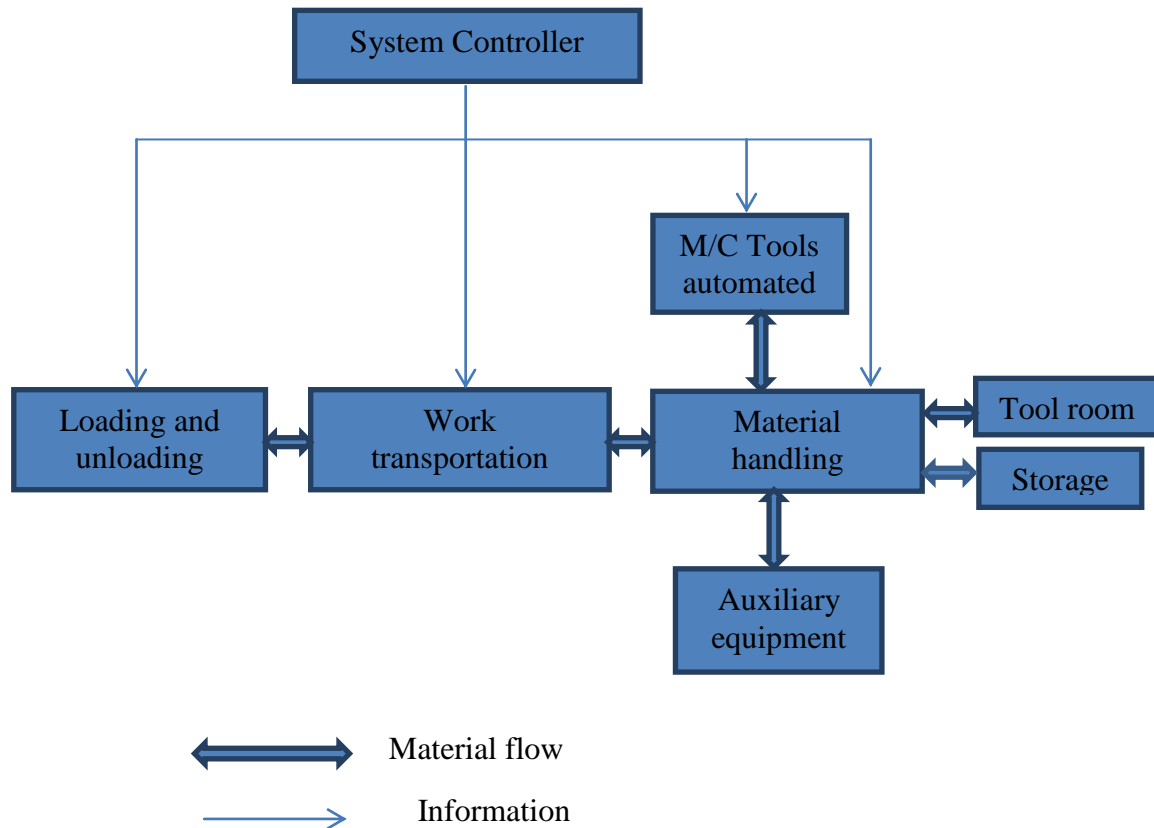 System Controller
M/C Tools
automated
Loading and
unloading
Work
transportation
Material
handling
Tool room
Storage
Auxiliary
equipment
Material flow
Information